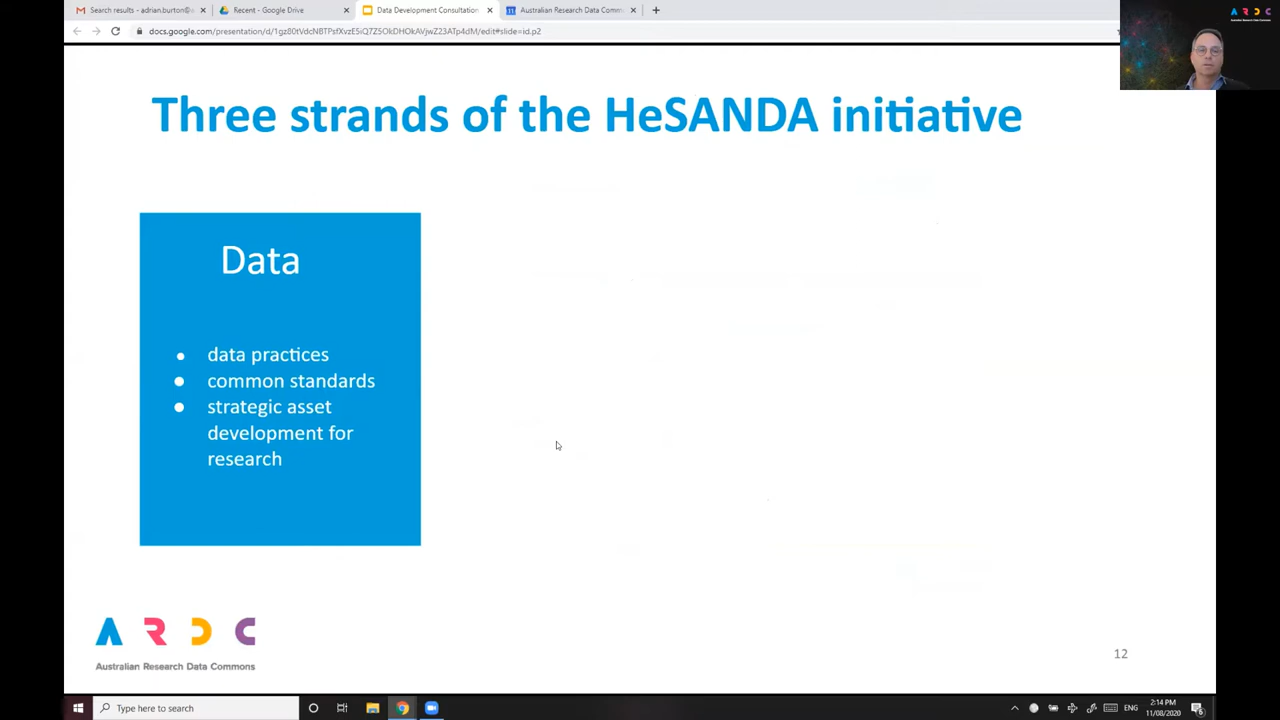 Search results - adrian.burton@
Recent - Google Drive
Data Development Consultation
Australian Research Data Comm
docs.google.com/presentation/d/1gz80tVdcNBTPsfXvzE5iQ7Z5OkDHOkAVjwZ23ATp4dM/edit#slide=id.p2
A R D C
Three strands of the HeSANDA initiative
Data
● data practices
● common standards
● strategic asset
development for
research
A R D C
Australian Research Data Commons
12
Type here to search
ENG
2:14 PM
11/08/2020